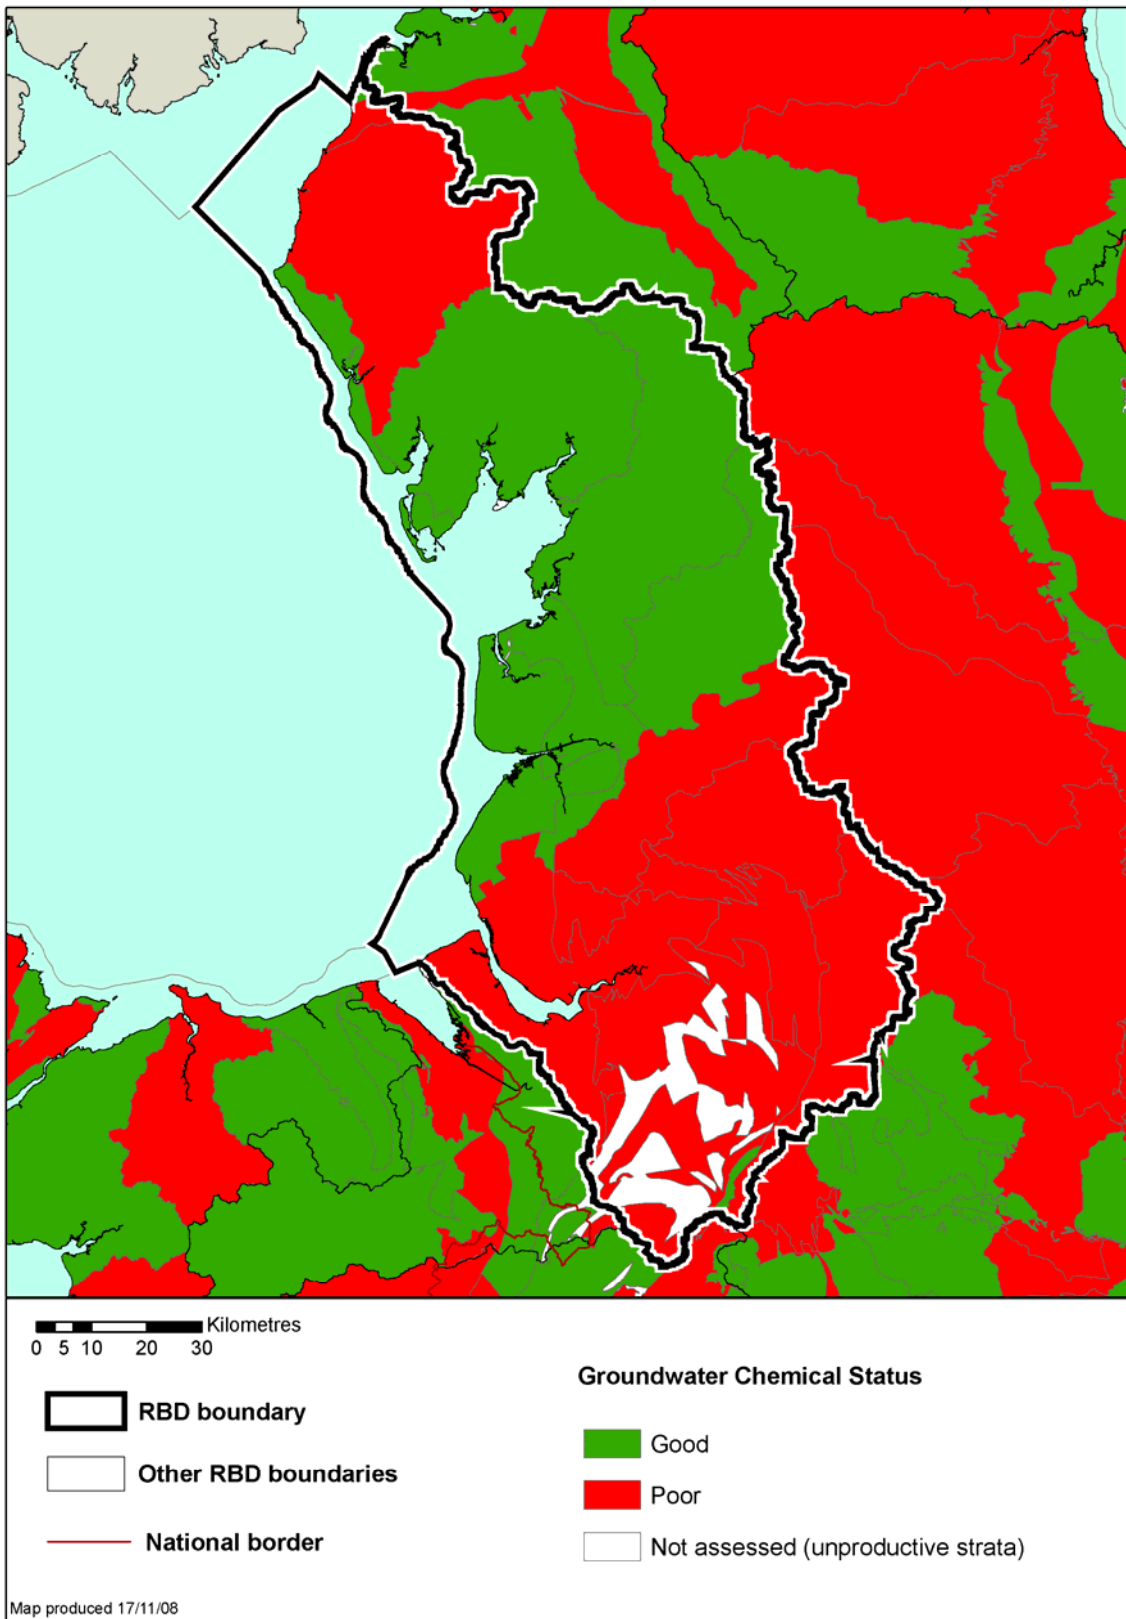 Kilometres
0 5 10 20 30
RBD boundary
Other RBD boundaries
National border
Groundwater Chemical Status
Good
Poor
Not assessed (unproductive strata)
Map produced 17/11/08